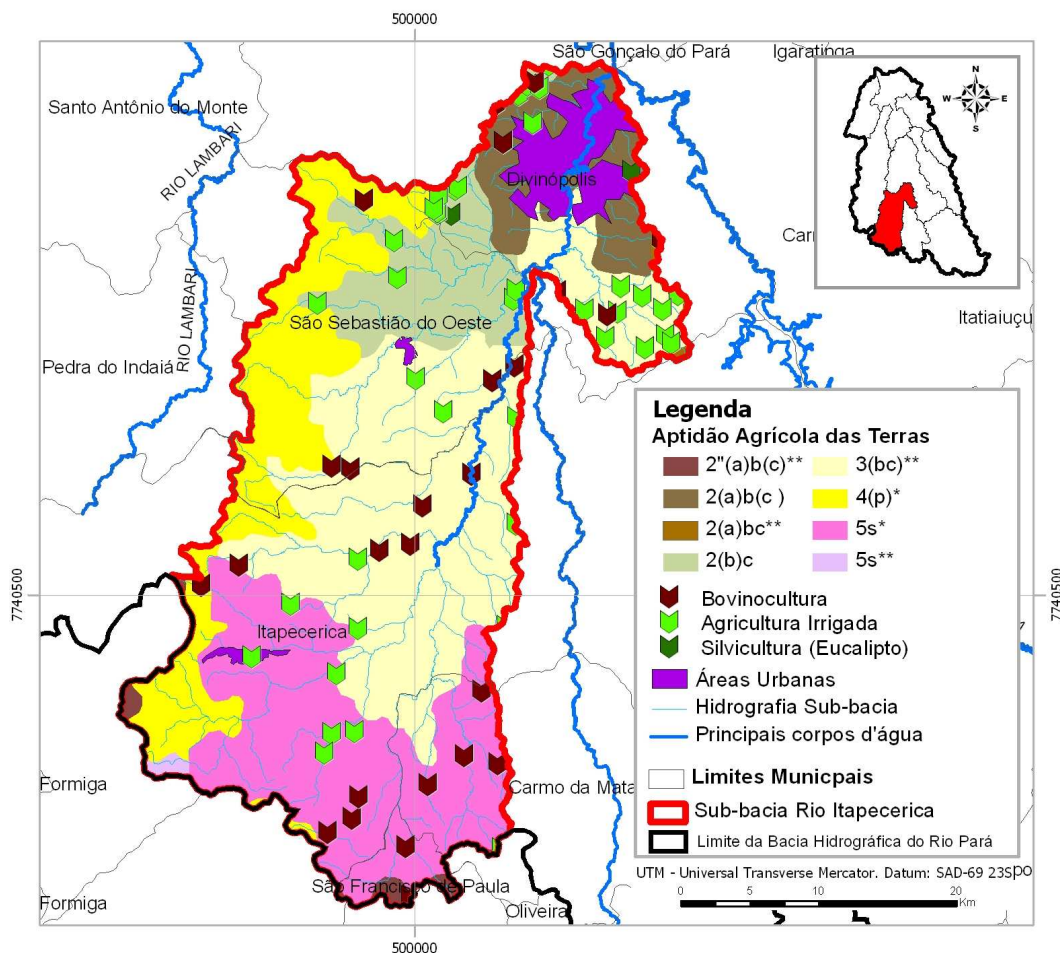 500000
São Gonçalo do Pará
Igaratinga
Santo Antônio do Monte
RIO LAMBARI
N
W
E
S
Divinópolis
Carr
RIO LAMBARI
São Sebastião do Oeste
Itatiaiuçu
Pedra do Indaiá
Legenda
Aptidão Agrícola das Terras
2"(a)b(c)**
3(bc)**
2(a)b(c )
4(p)*
2(a)bc**
5s*
2(b)c
5s**
Bovinocultura
Agricultura Irrigada
Silvicultura (Eucalipto)
Áreas Urbanas
Hidrografia Sub-bacia
Principais corpos d'água
Limites Municpais
Sub-bacia Rio Itapecerica
Limite da Bacia Hidrográfica do Rio Pará
7740500
7740500
Itapecerica
Formiga
Carmo da Mata
UTM - Universal Transverse Mercator. Datum: SAD-69 23S
po
0 5 10 20
Km
São Francisco de Paula
Formiga
Oliveira
500000